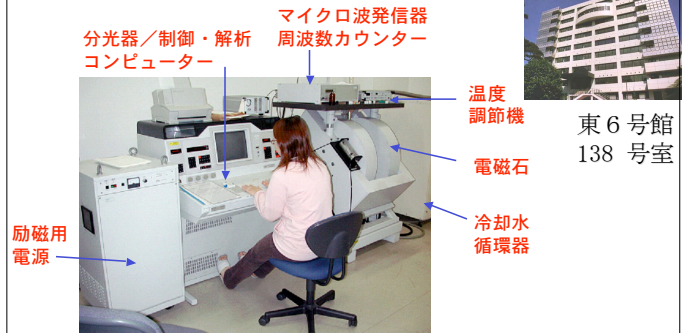 マイクロ波発信器
周波数カウンター
分光器／制御・解析
コンピューター
温度
調節機
東６号館
138 号室
電磁石
冷却水
循環器
励磁用
電源